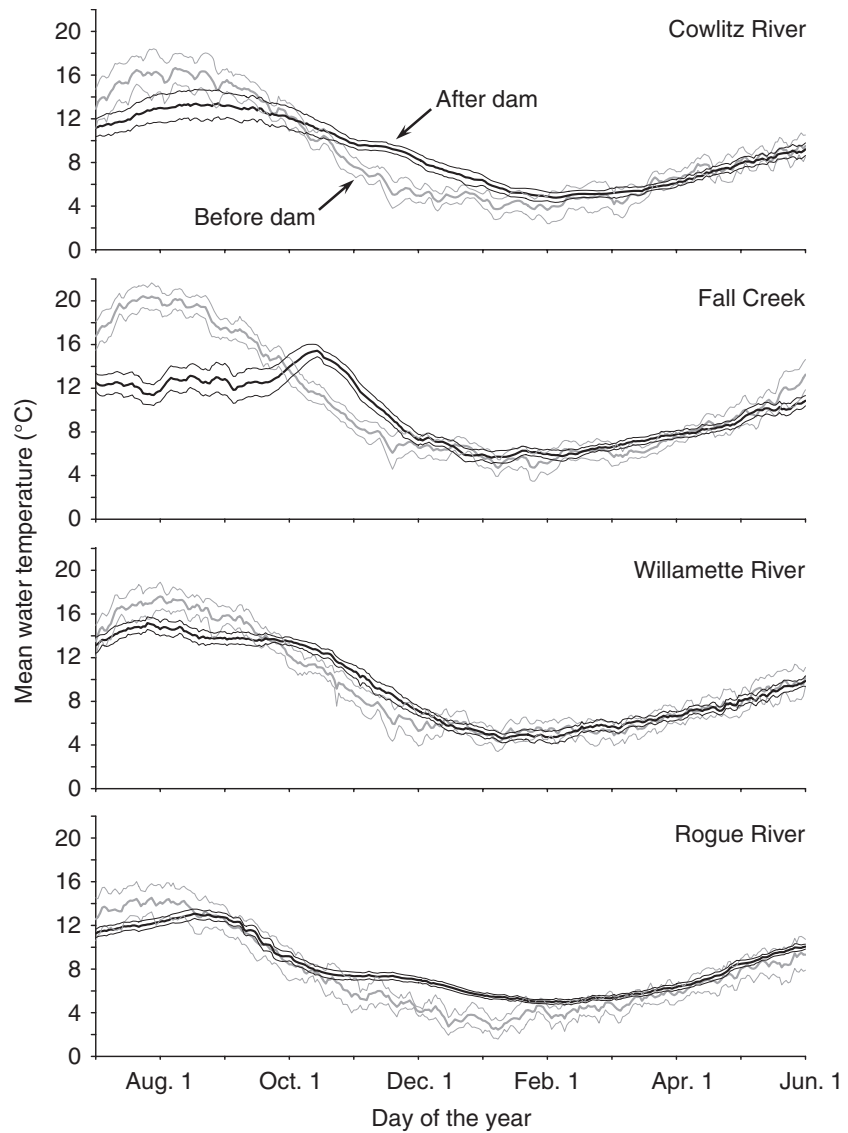 Mean water temperature (°C)
22
20
16
12
8
4
0
Cowlitz River
After dam
Before dam
20
16
12
8
4
0
Fall Creek
20
16
12
8
4
0
Willamette River
20
16
12
8
4
0
Rogue River
Aug. 1 Oct. 1 Dec. 1 Feb. 1 Apr. 1 Jun. 1
Day of the year